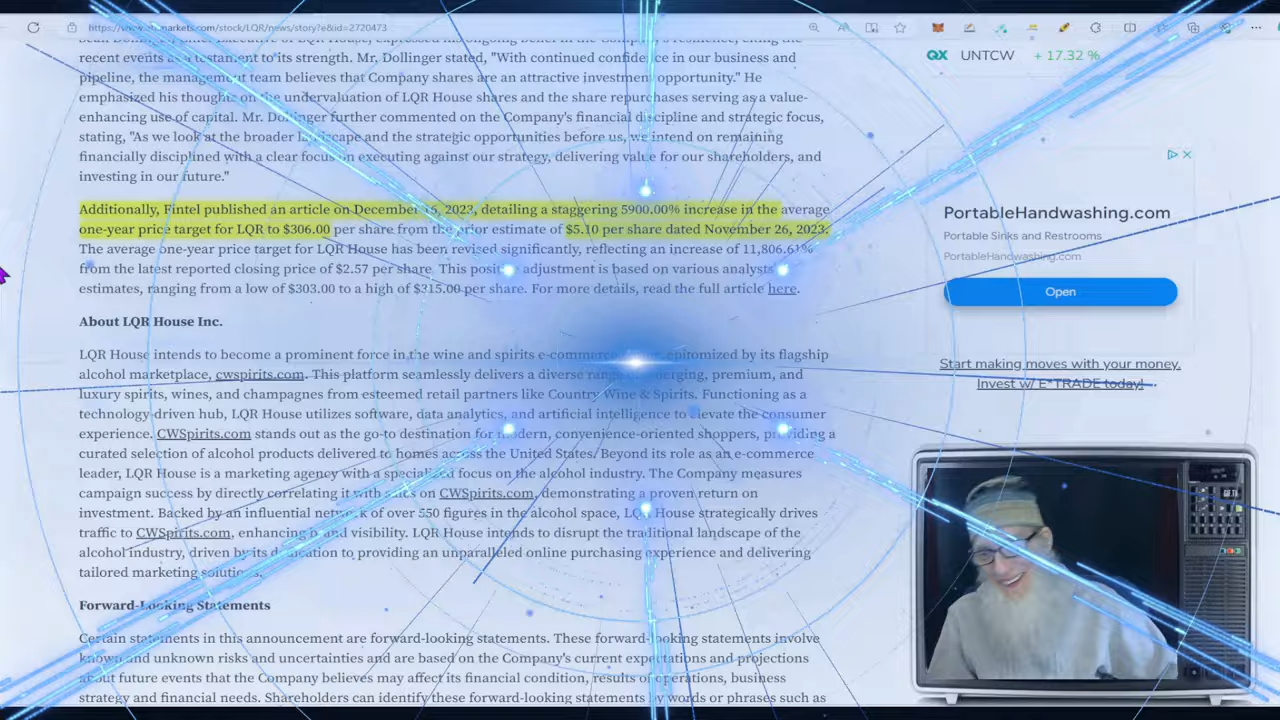 markets.com/stock/LQR/news/story?e&id=2720473
recent events as a testament to its strength. Mr. Dollinger stated, "With continued confidence in our business and
pipeline, the management team believes that Company shares are an attractive investment opportunity." He
emphasized his thoughts on the undervaluation of LQR House shares and the share repurchases serving as a value-
enhancing use of capital. Mr. Dollinger further commented on the Company's financial discipline and strategic focus,
stating, "As we look at the broader landscape and the strategic opportunities before us, we intend on remaining
financially disciplined with a clear focus on executing against our strategy, delivering value for our shareholders, and
investing in our future."
Additionally, Fintel published an article on December 15, 2023, detailing a staggering 5900.00% increase in the average
one-year price target for LQR to $306.00 per share from the prior estimate of $5.10 per share dated November 26, 2023.
The average one-year price target for LQR House has been revised significantly, reflecting an increase of 11,806.61%
from the latest reported closing price of $2.57 per share. This positive adjustment is based on various analysts'
estimates, ranging from a low of $303.00 to a high of $315.00 per share. For more details, read the full article here.
About LQR House Inc.
LQR House intends to become a prominent force in the wine and spirits e-commerce epitomized by its flagship
alcohol marketplace, cwspirits.com. This platform seamlessly delivers a diverse range emerging, premium, and
luxury spirits, wines, and champagnes from esteemed retail partners like Country Wine & Spirits. Functioning as a
technology-driven hub, LQR House utilizes software, data analytics, and artificial intelligence to elevate the consumer
experience. CWSpirits.com stands out as the go-to destination for modern, convenience-oriented shoppers, providing a
curated selection of alcohol products delivered to homes across the United States. Beyond its role as an e-commerce
leader, LQR House is a marketing agency with a specialized focus on the alcohol industry. The Company measures
campaign success by directly correlating it with sales on CWSpirits.com, demonstrating a proven return on
investment. Backed by an influential network of over 550 figures in the alcohol space, LQR House strategically drives
traffic to CWSpirits.com, enhancing brand visibility. LQR House intends to disrupt the traditional landscape of the
alcohol industry, driven by its dedication to providing an unparalleled online purchasing experience and delivering
tailored marketing solutions.
Forward-Looking Statements
Certain statements in this announcement are forward-looking statements. These forward-looking statements involve
known and unknown risks and uncertainties and are based on the Company's current expectations and projections
about future events that the Company believes may affect its financial condition, results of operations, business
strategy and financial needs. Shareholders can identify these forward-looking statements by words or phrases such as
QX UNTCW + 17.32 %
PortableHandwashing.com
Portable Sinks and Restrooms
PortableHandwashing.com
Open
Start making moves with your money.
Invest w/ E*TRADE today!